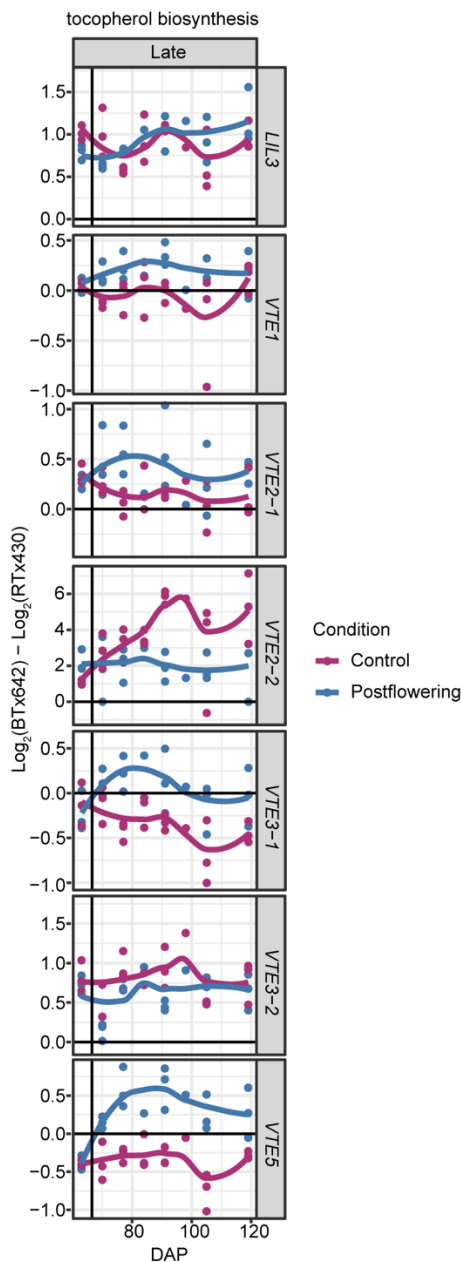 tocopherol biosynthesis
Late
1.5
1.0
0.5
0.0
LIL3
0.5
0.0
−0.5
−1.0
VTE1
1.0
0.5
0.0
VTE2-1
6
4
2
0
VTE2-2
0.5
0.0
−0.5
−1.0
VTE3-1
1.5
1.0
0.5
0.0
VTE3-2
0.5
0.0
−0.5
−1.0
VTE5
80
100
120
DAP
Log2(BTx642) − Log2(RTx430)
Condition
Control
Postflowering